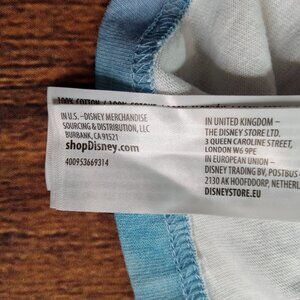 100% COTTON / 100%
IN U.S. –DISNEY MERCHANDISE
SOURCING & DISTRIBUTION, LLC
BURBANK, CA 91521
shopDisney.com
400953669314
IN UNITED KINGDOM –
THE DISNEY STORE LTD.
3 QUEEN CAROLINE STREET,
LONDON W6 9PE
IN EUROPEAN UNION –
DISNEY TRADING BV, POSTBUS
2130 AK HOOFDDORP, NETH
DISNEYSTORE.EU